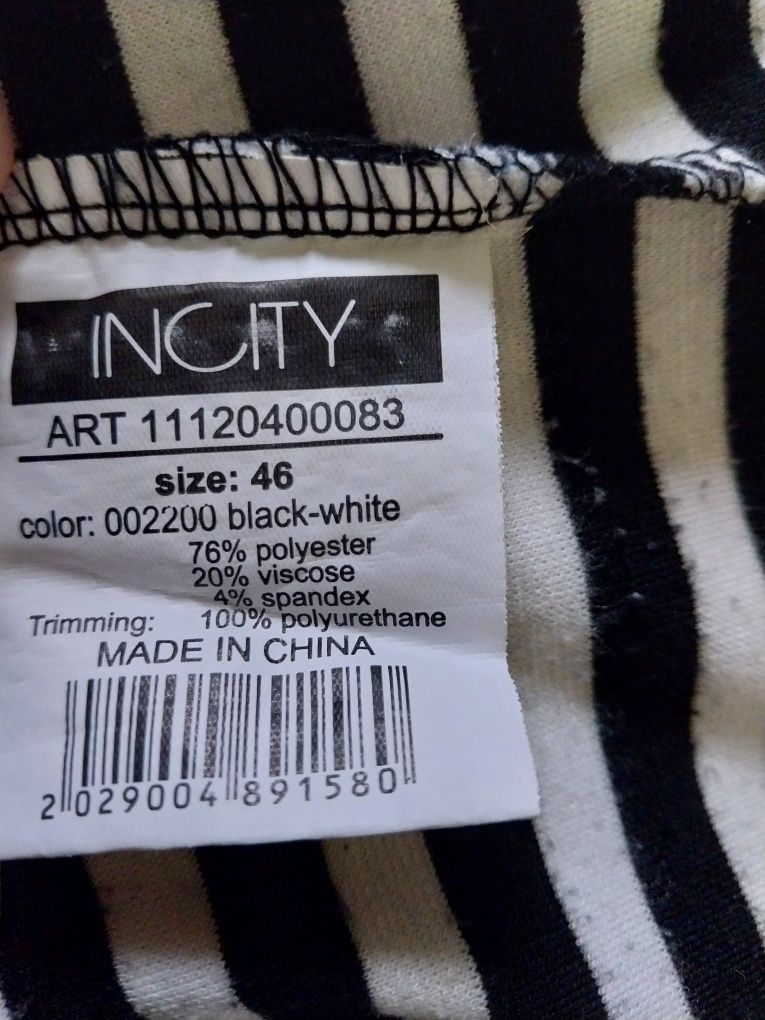 INCITY
ART 11120400083
size: 46
color: 002200 black-white
76% polyester
20% viscose
4% spandex
Trimming: 100% polyurethane
MADE IN CHINA
2 029004 891580